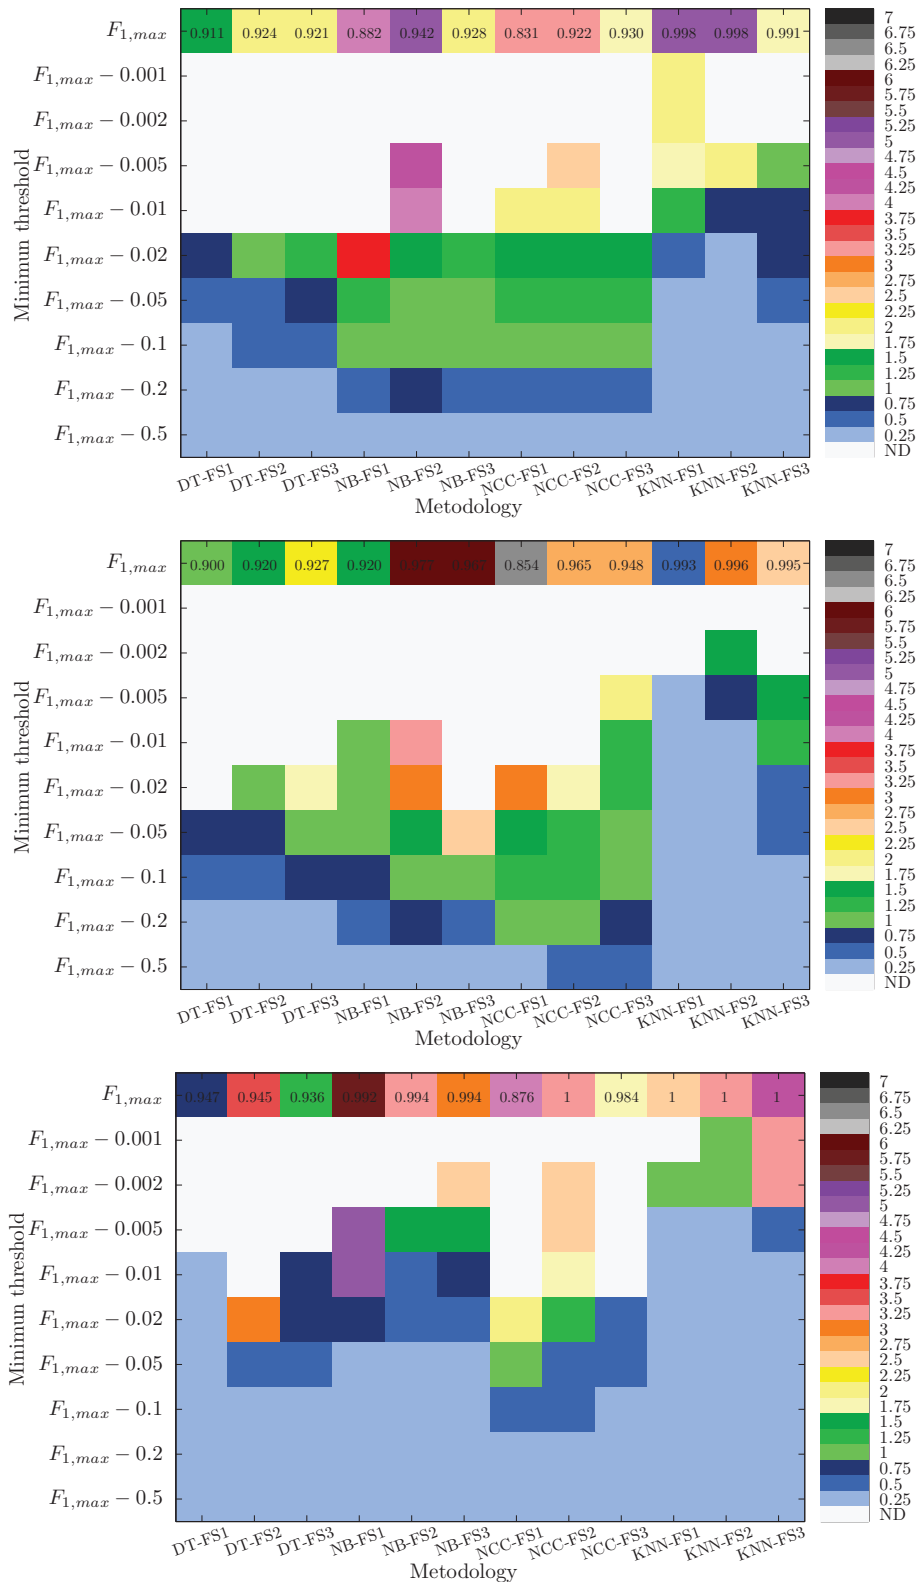 F1,max
0.911 0.924 0.921 0.882 0.942 0.928 0.831 0.922 0.930 0.998 0.998 0.991
F1,max − 0.001
F1,max − 0.002
F1,max − 0.005
F1,max − 0.01
F1,max − 0.02
F1,max − 0.05
F1,max − 0.1
F1,max − 0.2
F1,max − 0.5
Minimun threshold
DT-FS1 DT-FS2 DT-FS3 NB-FS1 NB-FS2 NB-FS3 NCC-FS1 NCC-FS2 NCC-FS3 KNN-FS1 KNN-FS2 KNN-FS3
Metodology
7
6.75
6.5
6.25
6
5.75
5.5
5.25
5
4.75
4.5
4.25
4
3.75
3.5
3.25
3
2.75
2.5
2.25
2
1.75
1.5
1.25
1
0.75
0.5
0.25
ND
F1,max
0.900 0.920 0.927 0.920 0.977 0.967 0.854 0.965 0.948 0.993 0.996 0.995
F1,max − 0.001
F1,max − 0.002
F1,max − 0.005
F1,max − 0.01
F1,max − 0.02
F1,max − 0.05
F1,max − 0.1
F1,max − 0.2
F1,max − 0.5
Minimun threshold
DT-FS1 DT-FS2 DT-FS3 NB-FS1 NB-FS2 NB-FS3 NCC-FS1 NCC-FS2 NCC-FS3 KNN-FS1 KNN-FS2 KNN-FS3
Metodology
7
6.75
6.5
6.25
6
5.75
5.5
5.25
5
4.75
4.5
4.25
4
3.75
3.5
3.25
3
2.75
2.5
2.25
2
1.75
1.5
1.25
1
0.75
0.5
0.25
ND
F1,max
0.947 0.945 0.936 0.992 0.994 0.994 0.876 1 0.984 1 1 1
F1,max − 0.001
F1,max − 0.002
F1,max − 0.005
F1,max − 0.01
F1,max − 0.02
F1,max − 0.05
F1,max − 0.1
F1,max − 0.2
F1,max − 0.5
Minimum threshold
DT-FS1 DT-FS2 DT-FS3 NB-FS1 NB-FS2 NB-FS3 NCC-FS1 NCC-FS2 NCC-FS3 KNN-FS1 KNN-FS2 KNN-FS3
Metodology
7
6.75
6.5
6.25
6
5.75
5.5
5.25
5
4.75
4.5
4.25
4
3.75
3.5
3.25
3
2.75
2.5
2.25
2
1.75
1.5
1.25
1
0.75
0.5
0.25
ND